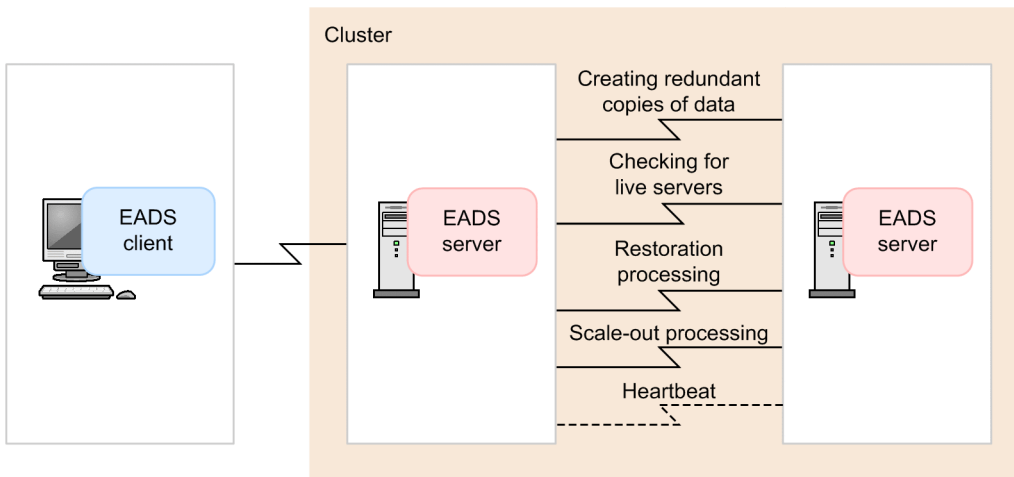 Cluster
Creating redundant
copies of data
Checking for
live servers
EADS
client
EADS
server
EADS
server
Restoration
processing
Scale-out processing
Heartbeat